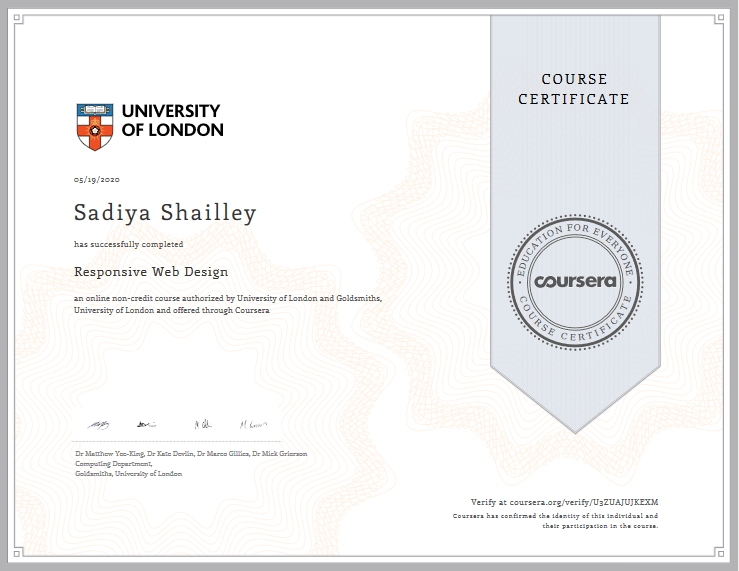 COURSE
CERTIFICATE
UNIVERSITY
OF LONDON
05/19/2020
Sadiya Shailley
has successfully completed
Responsive Web Design
an online non-credit course authorized by University of London and Goldsmiths,
University of London and offered through Coursera
EDUCATION FOR EVERYONE
coursera
COURSE CERTIFICATE
Dr Matthew Yee-King, Dr Kate Devlin, Dr Marco Gillies, Dr Mick Grierson
Computing Department,
Goldsmiths, University of London
Verify at coursera.org/verify/U3ZUAJUJKEXM
Coursera has confirmed the identity of this individual and
their participation in the course.